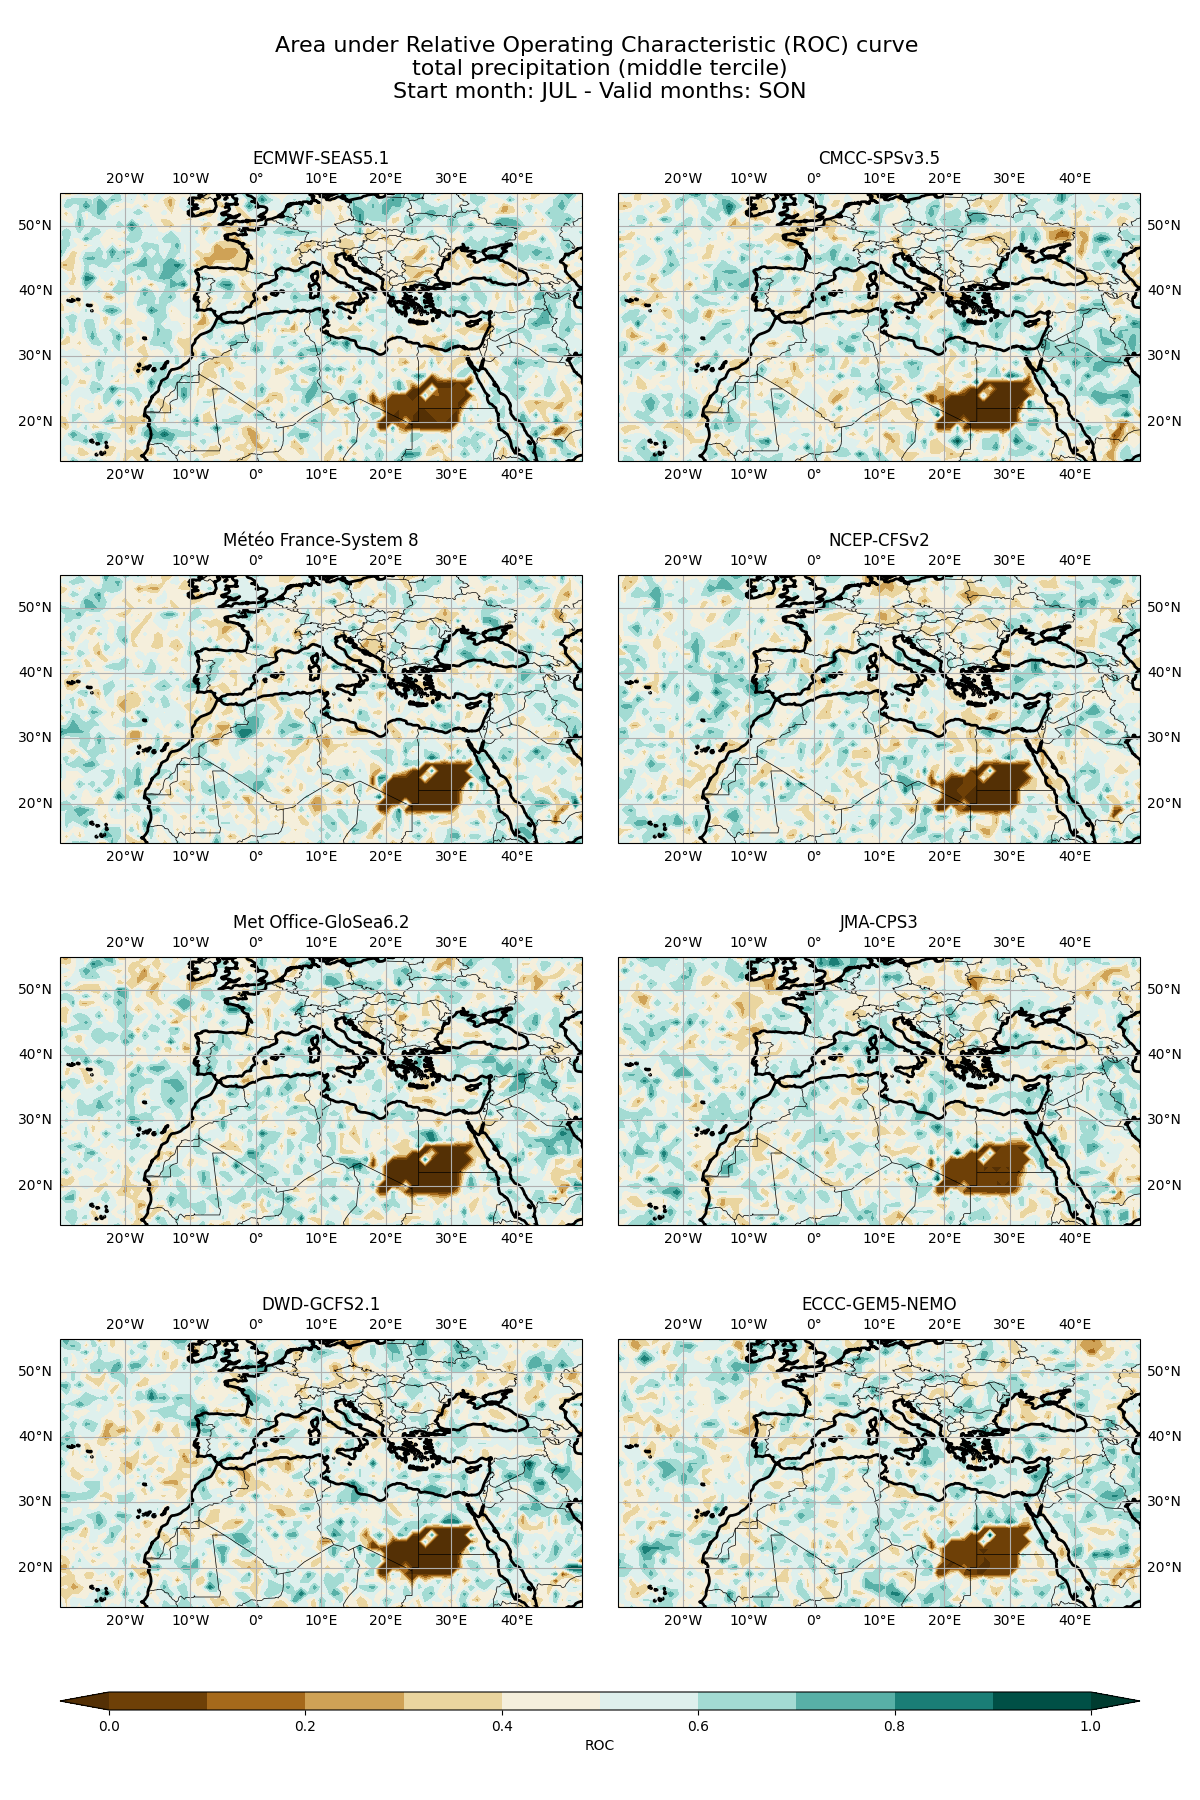 Area under Relative Operating Characteristic (ROC) curve
total precipitation (middle tercile)
Start month: JUL - Valid months: SON
ECMWF-SEAS5.1
20°W 10°W 0° 10°E 20°E 30°E 40°E
50°N
40°N
30°N
20°N
20°W 10°W 0° 10°E 20°E 30°E 40°E
CMCC-SPSv3.5
20°W 10°W 0° 10°E 20°E 30°E 40°E
50°N
40°N
30°N
20°N
20°W 10°W 0° 10°E 20°E 30°E 40°E
Météo France-System 8
20°W 10°W 0° 10°E 20°E 30°E 40°E
50°N
40°N
30°N
20°N
20°W 10°W 0° 10°E 20°E 30°E 40°E
NCEP-CFSv2
20°W 10°W 0° 10°E 20°E 30°E 40°E
50°N
40°N
30°N
20°N
20°W 10°W 0° 10°E 20°E 30°E 40°E
Met Office-GloSea6.2
20°W 10°W 0° 10°E 20°E 30°E 40°E
50°N
40°N
30°N
20°N
20°W 10°W 0° 10°E 20°E 30°E 40°E
JMA-CPS3
20°W 10°W 0° 10°E 20°E 30°E 40°E
50°N
40°N
30°N
20°N
20°W 10°W 0° 10°E 20°E 30°E 40°E
DWD-GCFS2.1
20°W 10°W 0° 10°E 20°E 30°E 40°E
50°N
40°N
30°N
20°N
20°W 10°W 0° 10°E 20°E 30°E 40°E
ECCC-GEM5-NEMO
20°W 10°W 0° 10°E 20°E 30°E 40°E
50°N
40°N
30°N
20°N
20°W 10°W 0° 10°E 20°E 30°E 40°E
0.0 0.2 0.4 0.6 0.8 1.0
ROC